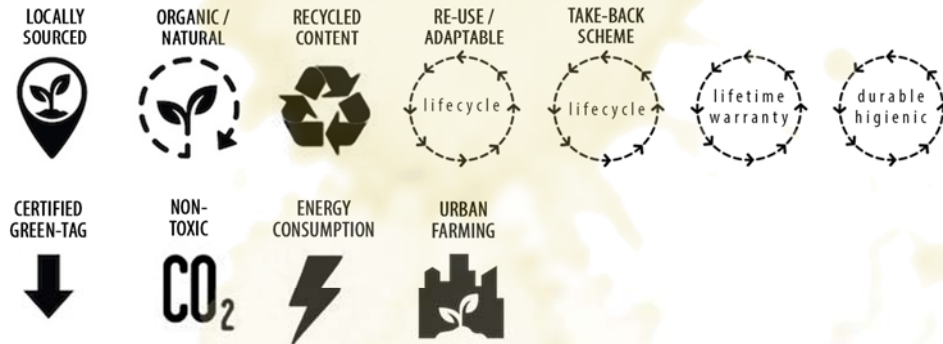 LOCALLY
SOURCED
ORGANIC /
NATURAL
RECYCLED
CONTENT
RE-USE /
ADAPTABLE
lifecycle
TAKE-BACK
SCHEME
lifecycle
lifetime
warranty
durable
higienic
CERTIFIED
GREEN-TAG
NON-
TOXIC
CO2
ENERGY
CONSUMPTION
URBAN
FARMING